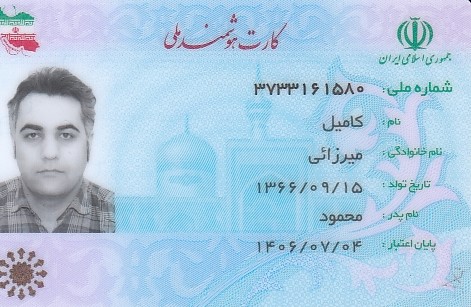 کارت هوشمند ملی
جمهوری اسلامی ایران
شماره ملی : ۳۷۳۳۱۶۱۵۸۰
نام : کامیل
نام خانوادگی : میرزائی
تاریخ تولد : ۱۳۶۶/۰۹/۱۵
نام پدر : محمود
پایان اعتبار : ۱۴۰۶/۰۷/۰۴